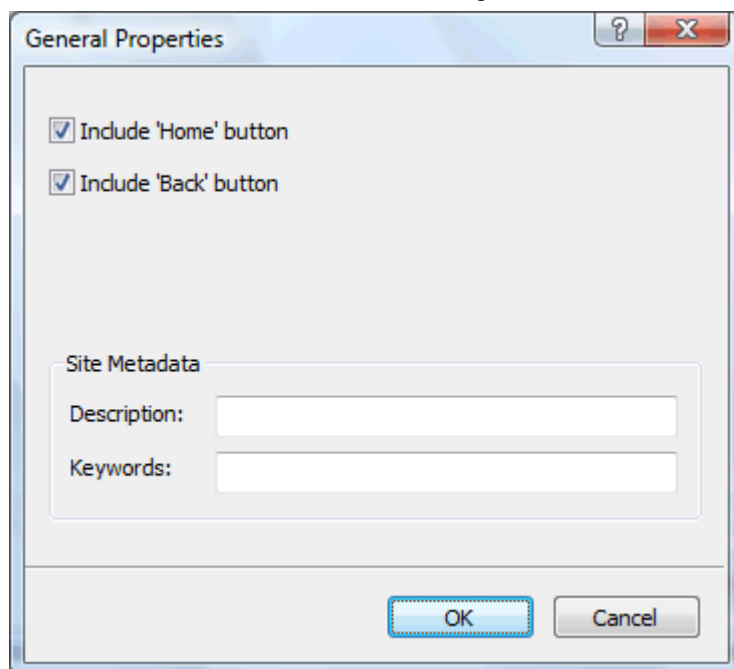 General Properties
Include 'Home' button
Include 'Back' button
Site Metadata
Description:
Keywords:
OK Cancel